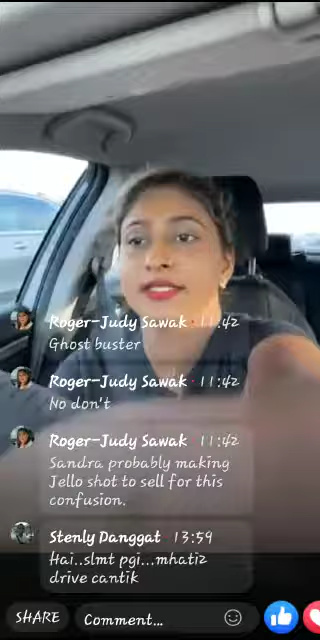 Roger-Judy Sawak · 11:42
Ghost buster
Roger-Judy Sawak · 11:42
No don't
Roger-Judy Sawak · 11:42
Sandra probably making
Jello shot to sell for this
confusion.
Stenly Danggat · 13:59
Hai..slmt pgi...mhati2
drive cantik
SHARE
Comment...